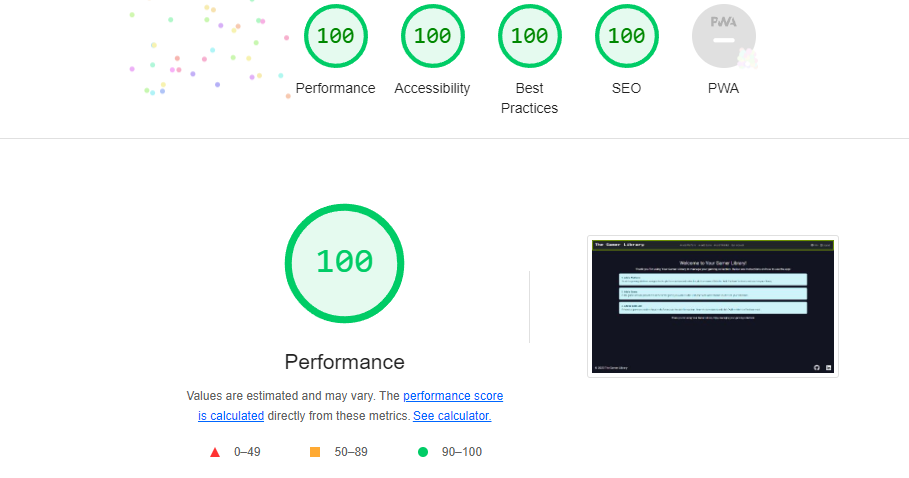 100
100
100
100
PWA
Performance
Accessibility
Best
Practices
SEO
PWA
100
Performance
Values are estimated and may vary. The performance score
is calculated directly from these metrics. See calculator.
0–49
50–89
90–100
The Gamer Library
Welcome to Your Gamer Library!